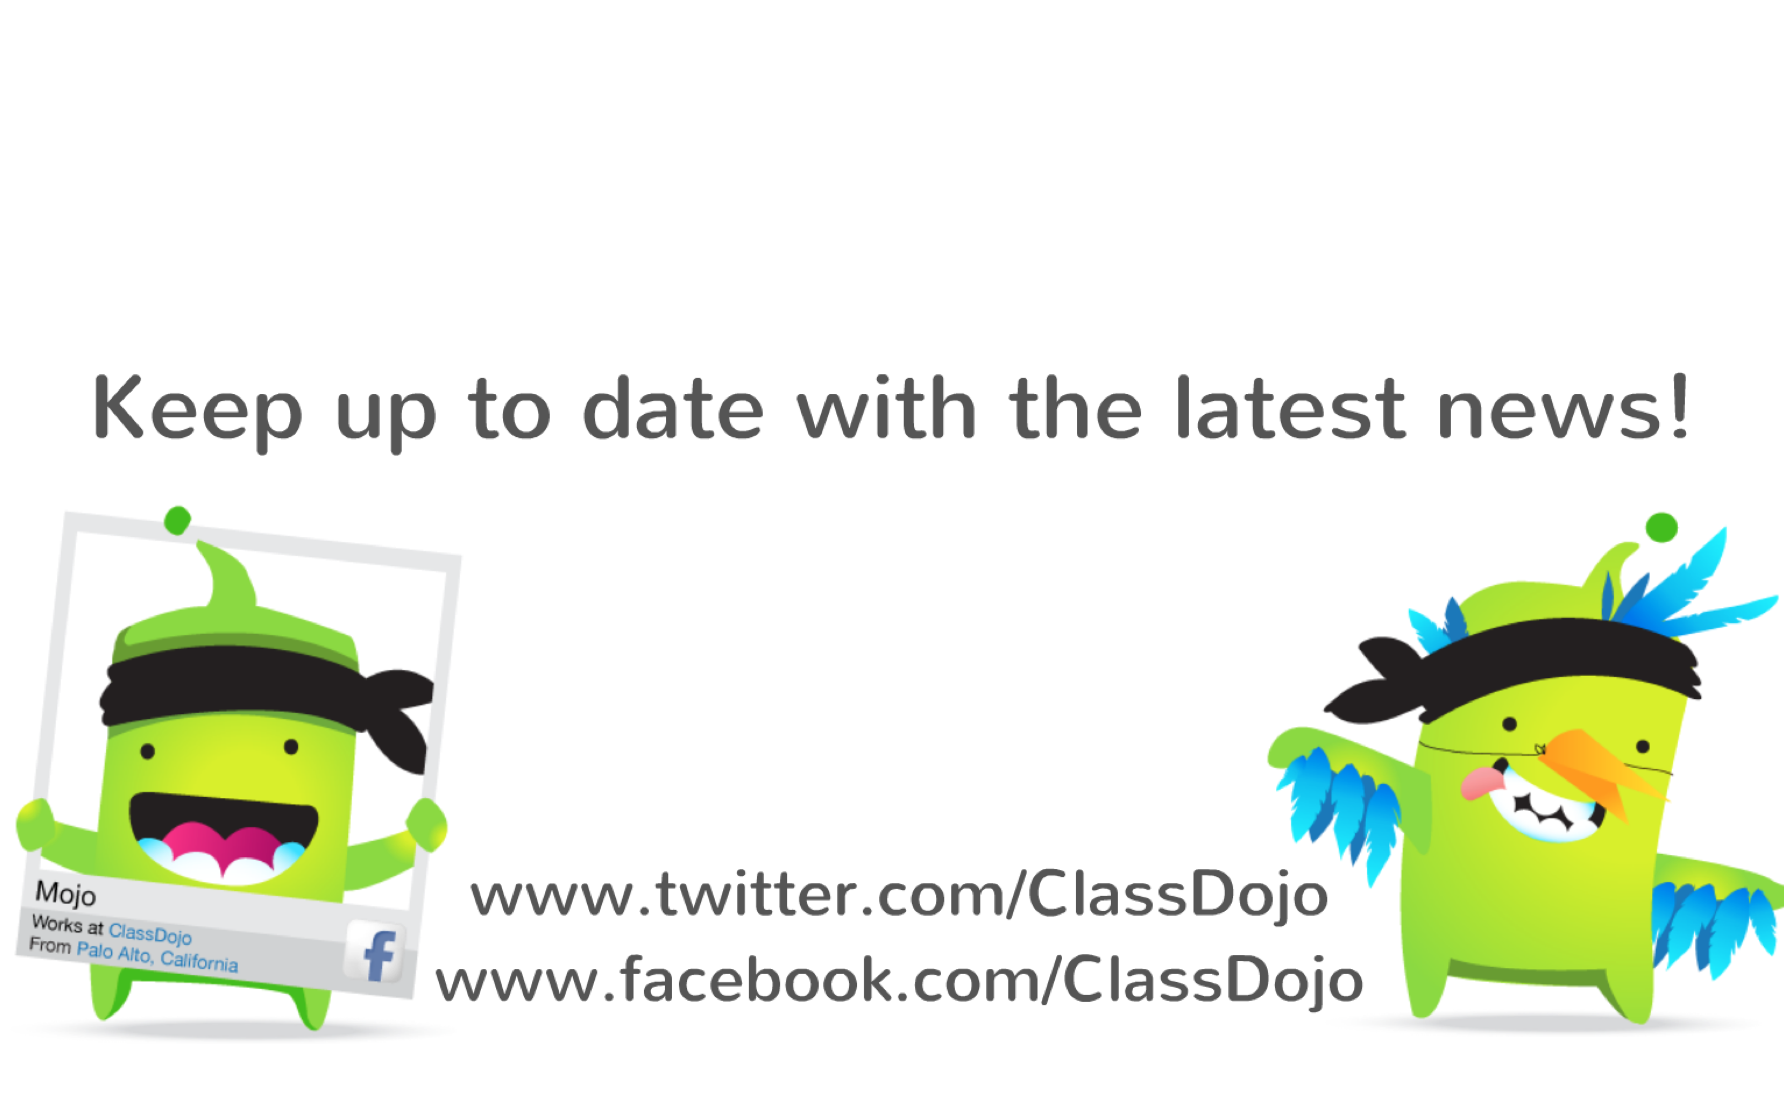 Keep up to date with the latest news!
Mojo
Works at ClassDojo
From Palo Alto, California
f
www.twitter.com/ClassDojo
www.facebook.com/ClassDojo